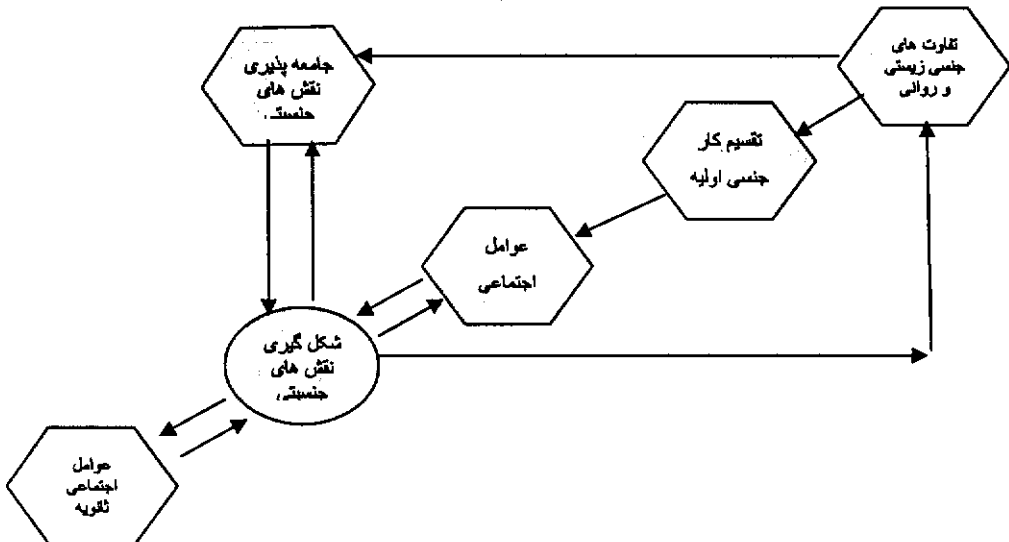 تفاوت های
جنسی زیستی
و روانی
جامعه پذیری
نقش های
جنسیتی
تقسیم کار
جنسی اولیه
عوامل
اجتماعی
شکل گیری
نقش های
جنسیتی
عوامل
اجتماعی
ثانویه